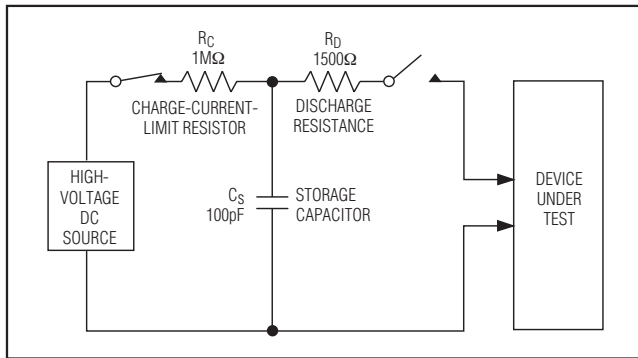 R_C
1MΩ
CHARGE-CURRENT-
LIMIT RESISTOR
R_D
1500Ω
DISCHARGE
RESISTANCE
HIGH-
VOLTAGE
DC
SOURCE
C_S
100pF
STORAGE
CAPACITOR
DEVICE
UNDER
TEST